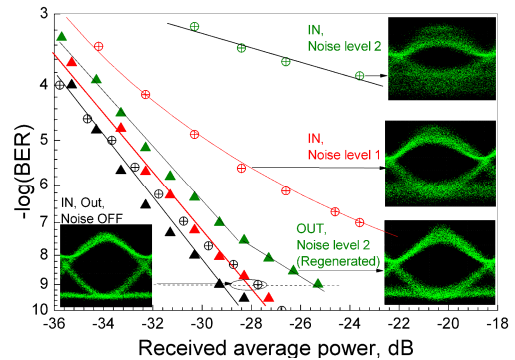 3
4
5
6
7
8
9
10
-log(BER)
IN,
Noise level 2
IN,
Noise level 1
OUT,
Noise level 2
(Regenerated)
IN, Out,
Noise OFF
-36 -34 -32 -30 -28 -26 -24 -22 -20 -18
Received average power, dB